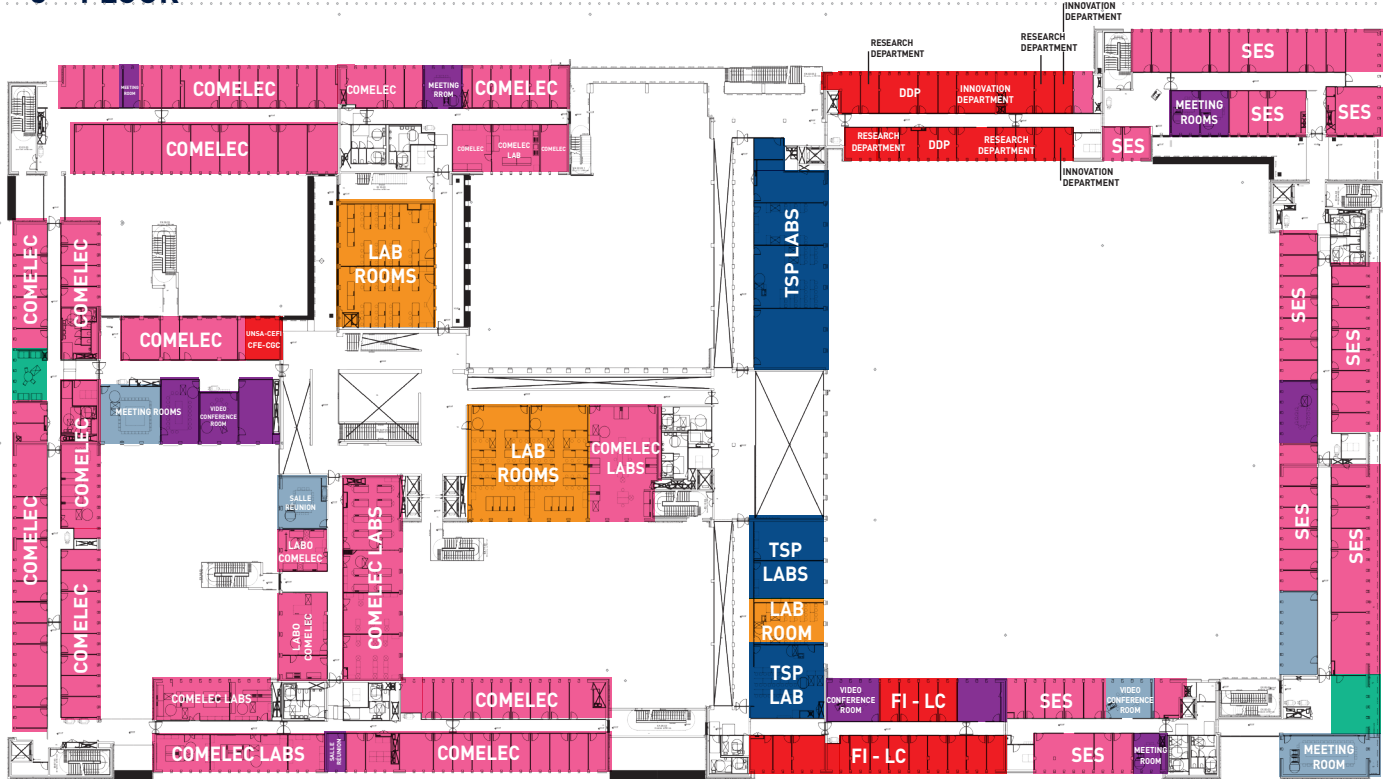 FLOOR
INNOVATION
DEPARTMENT
RESEARCH
DEPARTMENT
RESEARCH
DEPARTMENT
SES
COMELEC
MEETING
ROOM
COMELEC
MEETING
RROM
COMELEC
DDP
INNOVATION
DEPARTMENT
MEETING
ROOMS
SES
SES
COMELEC
COMELEC
COMELEC
LAB
COMELEC
RESEARCH
DEPARTMENT
DDP
RESEARCH
DEPARTMENT
SES
INNOVATION
DEPARTMENT
COMELEC
COMELEC
LAB
ROOMS
TSP LABS
SES
SES
COMELEC
UNSA-CEFI
CFE-CGC
MEETING ROOMS
VIDEO
CONFERENCE
ROOM
COMELEC
COMELEC
LAB
ROOMS
COMELEC
LABS
SALLE
RÉUNION
LABO
COMELEC
COMELEC LABS
TSP
LABS
SES
SES
COMELEC
LABO
COMELEC
LAB
ROOM
TSP
LAB
COMELEC LABS
COMELEC
VIDEO
CONFERENCE
ROOM
FI - LC
SES
VIDEO
CONFERENCE
ROOM
COMELEC LABS
SALLE
RÉUNION
COMELEC
FI - LC
SES
MEETING
ROOM
MEETING
ROOM